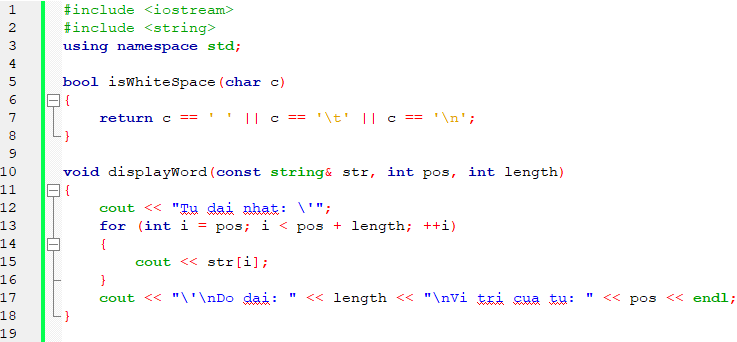 1 #include <iostream>
2 #include <string>
3 using namespace std;
4
5 bool isWhiteSpace(char c)
6 {
7     return c == ' ' || c == '\t' || c == '\n';
8 }
9
10 void displayWord(const string& str, int pos, int length)
11 {
12     cout << "Tu dai nhat: \'";
13     for (int i = pos; i < pos + length; ++i)
14     {
15         cout << str[i];
16     }
17     cout << "\'\nDo dai: " << length << "\nVi tri cua tu: " << pos << endl;
18 }
19